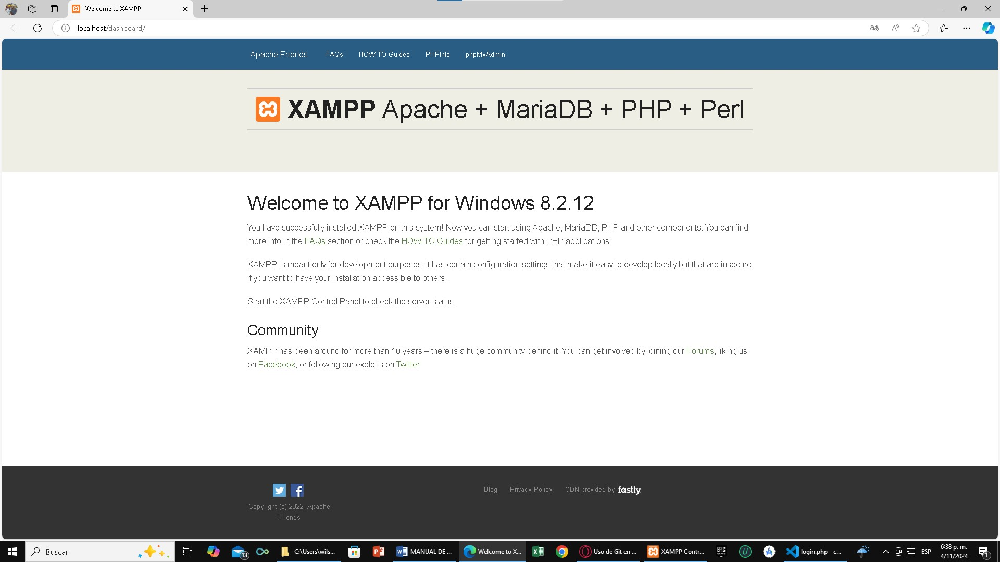 Welcome to XAMPP
localhost/dashboard/
Apache Friends FAQs HOW-TO Guides PHPInfo phpMyAdmin
XAMPP Apache + MariaDB + PHP + Perl
Welcome to XAMPP for Windows 8.2.12
You have successfully installed XAMPP on this system! Now you can start using Apache, MariaDB, PHP and other components. You can find
more info in the FAQs section or check the HOW-TO Guides for getting started with PHP applications.
XAMPP is meant only for development purposes. It has certain configuration settings that make it easy to develop locally but that are insecure
if you want to have your installation accessible to others.
Start the XAMPP Control Panel to check the server status.
Community
XAMPP has been around for more than 10 years – there is a huge community behind it. You can get involved by joining our Forums, liking us
on Facebook, or following our exploits on Twitter.
Blog Privacy Policy CDN provided by fastly
Copyright (c) 2022, Apache
Friends
Buscar 13 C:\Users\wils... MANUAL DE ... Welcome to X... Uso de Git en ... XAMPP Contr... EPIC GAMES login.php - c... ESP 6:38 p. m.
4/11/2024 1